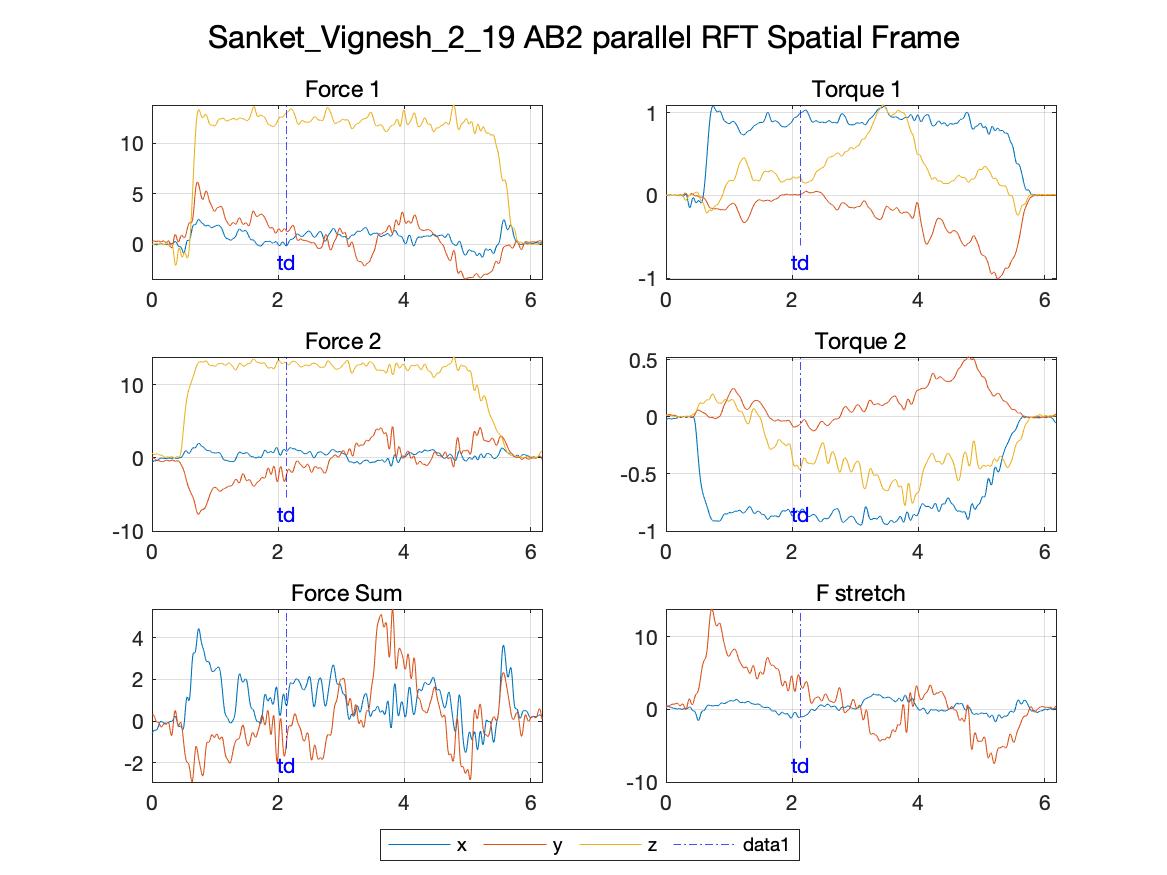 Sanket_Vignesh_2_19 AB2 parallel RFT Spatial Frame
Force 1
10
5
0
td
0 2 4 6
Torque 1
1
0
-1
td
0 2 4 6
Force 2
10
0
-10
td
0 2 4 6
Torque 2
0.5
0
-0.5
-1
td
0 2 4 6
Force Sum
4
2
0
-2
td
0 2 4 6
F stretch
10
0
-10
td
0 2 4 6
x y z data1